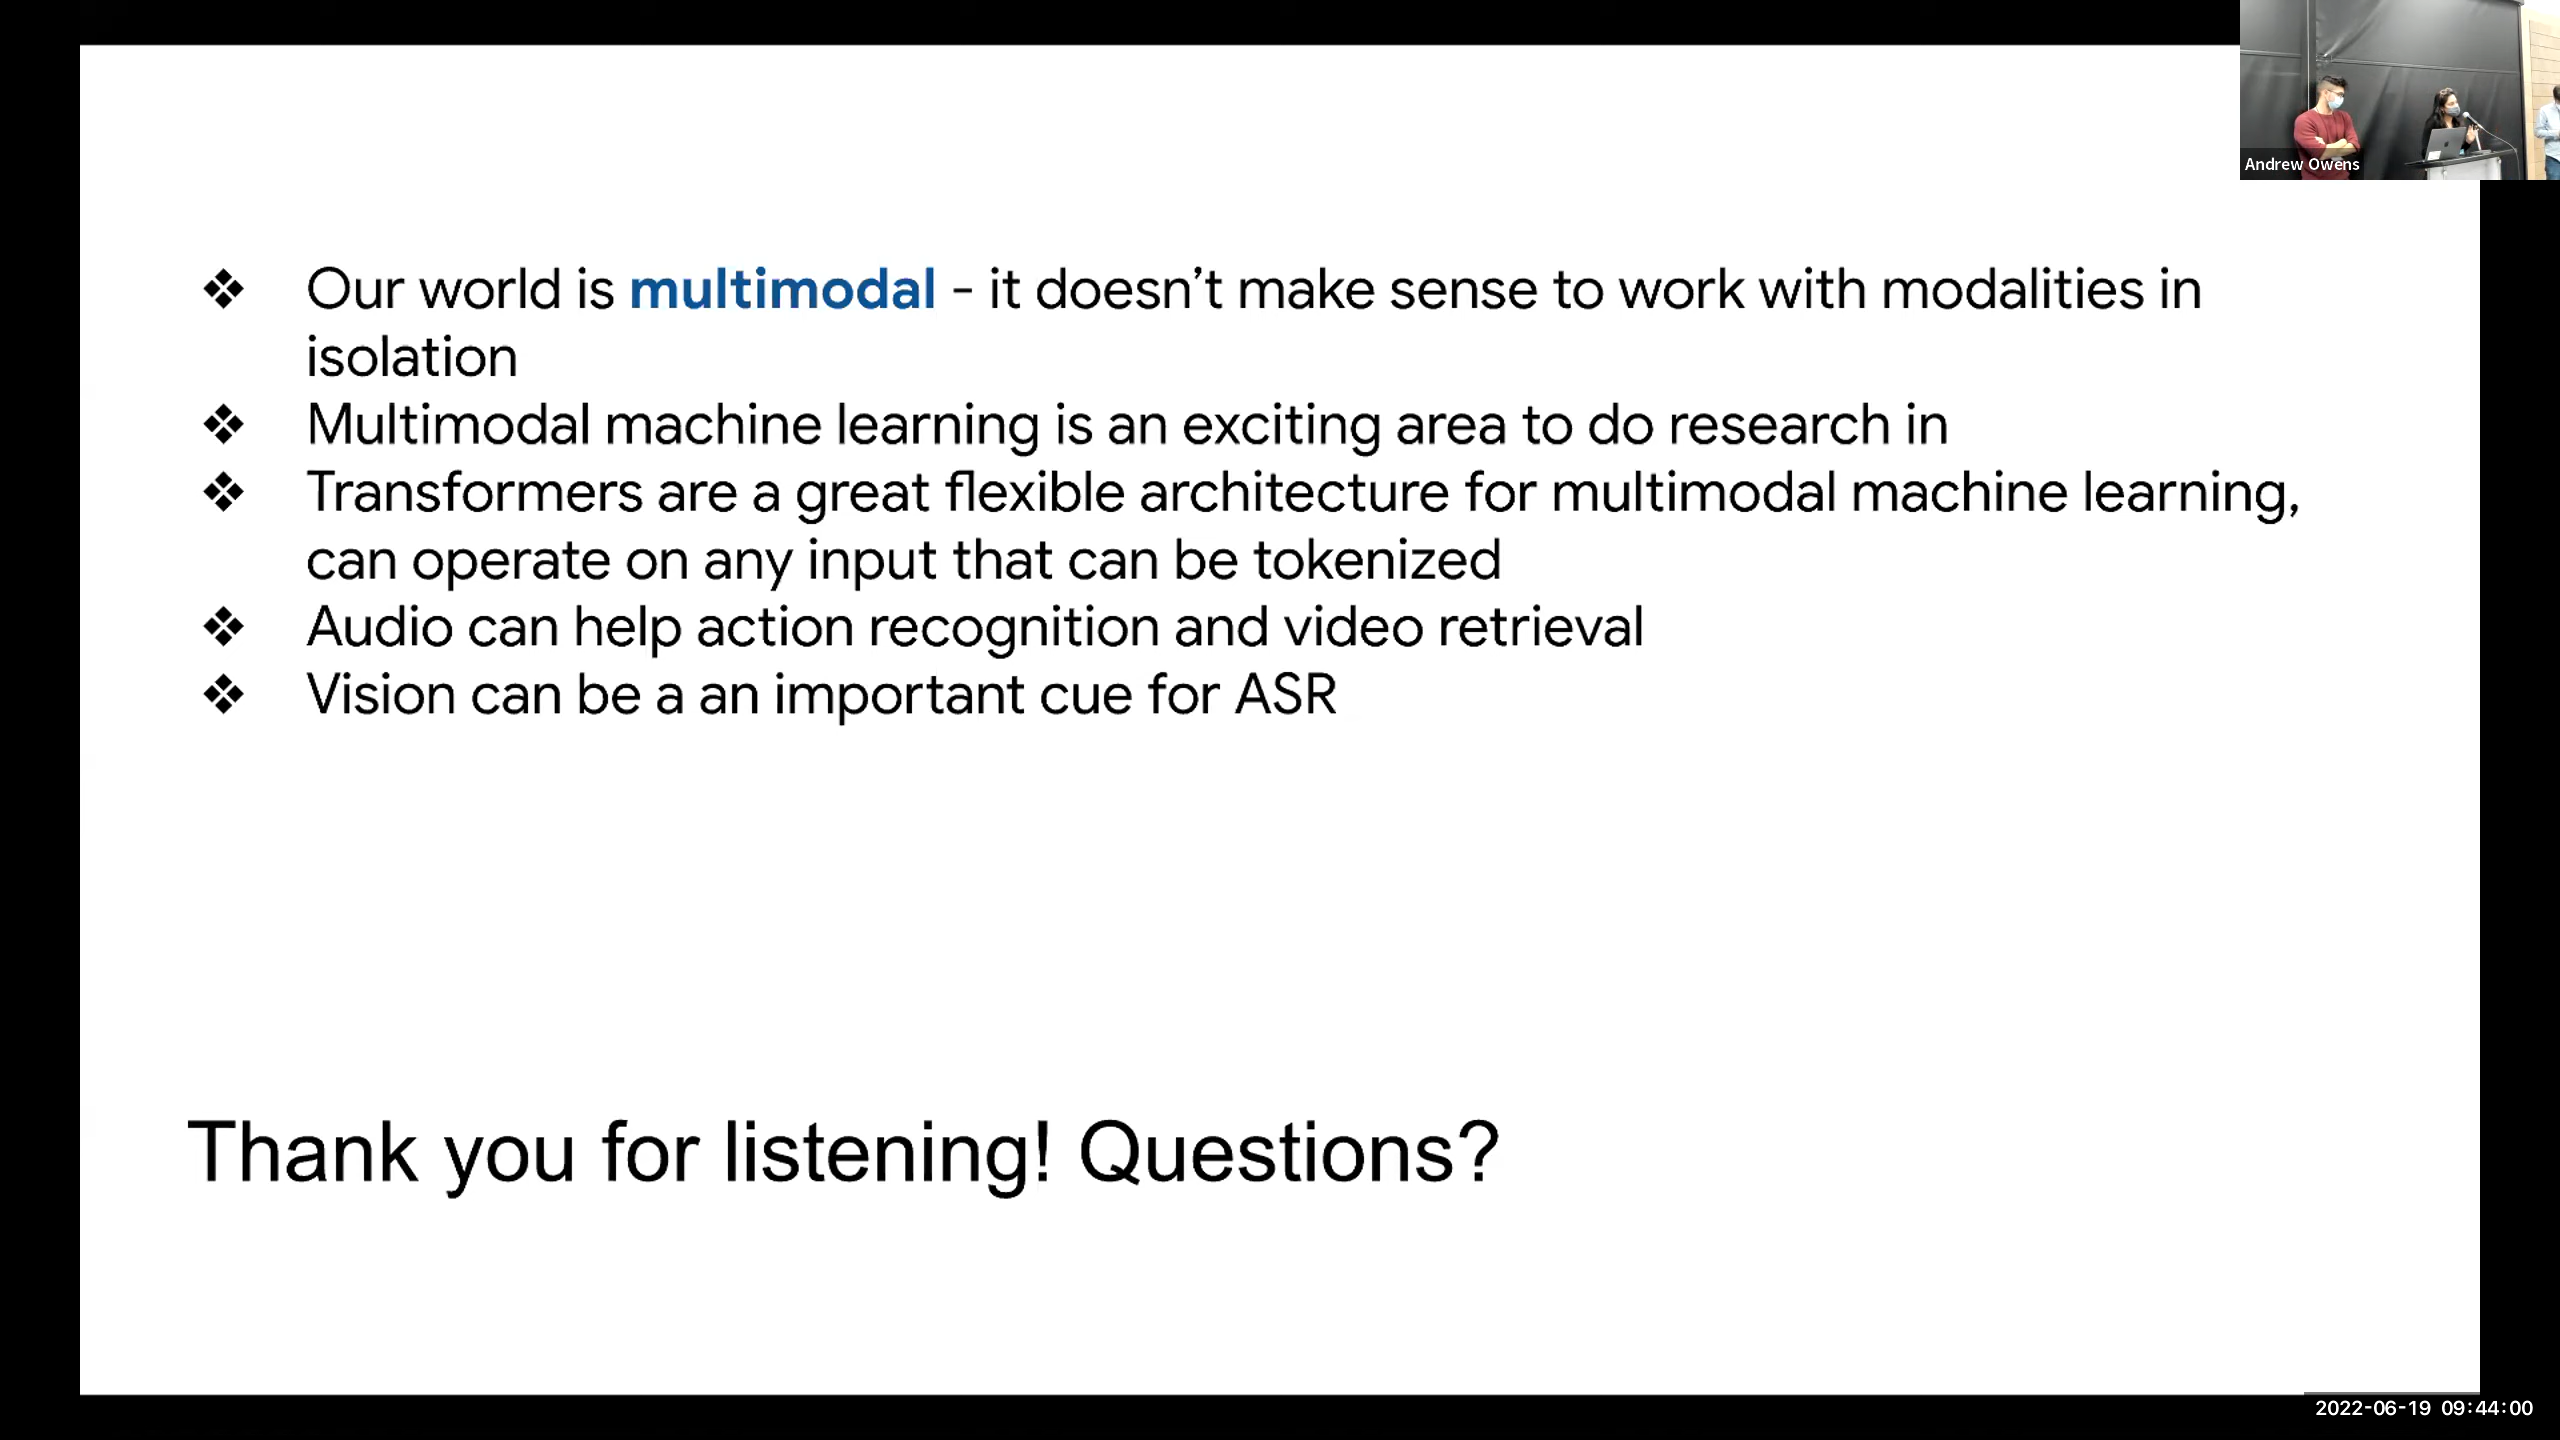 Andrew Owens
❖ Our world is multimodal - it doesn’t make sense to work with modalities in
isolation
❖ Multimodal machine learning is an exciting area to do research in
❖ Transformers are a great flexible architecture for multimodal machine learning,
can operate on any input that can be tokenized
❖ Audio can help action recognition and video retrieval
❖ Vision can be a an important cue for ASR
Thank you for listening! Questions?
2022-06-19 09:44:00